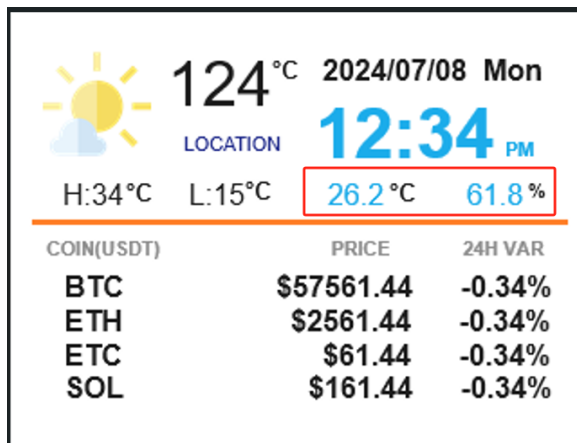 124°C 2024/07/08 Mon
LOCATION 12:34 PM
H:34°C L:15°C 26.2°C 61.8%
COIN(USDT) PRICE 24H VAR
BTC $57561.44 -0.34%
ETH $2561.44 -0.34%
ETC $61.44 -0.34%
SOL $161.44 -0.34%